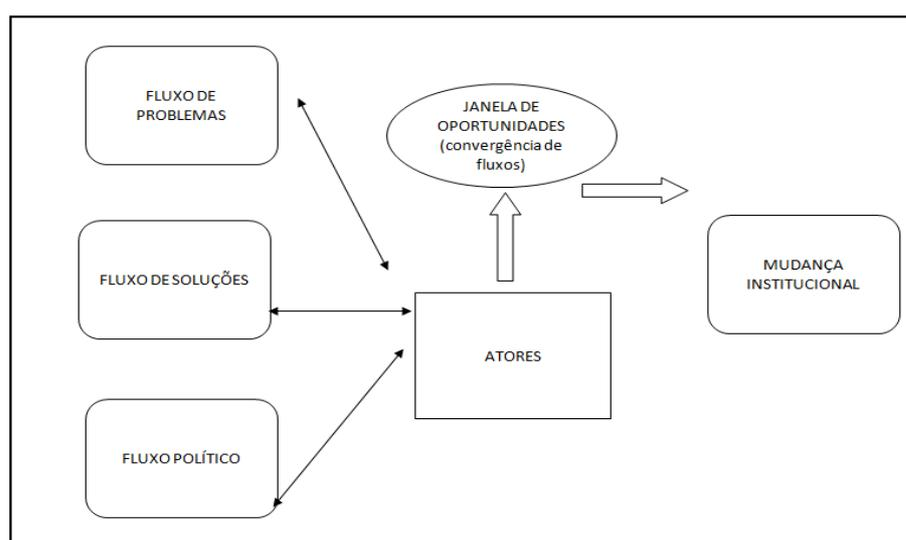 FLUXO DE
PROBLEMAS
JANELA DE
OPORTUNIDADES
(convergência de
fluxos)
FLUXO DE SOLUÇÕES
MUDANÇA
INSTITUCIONAL
ATORES
FLUXO POLÍTICO